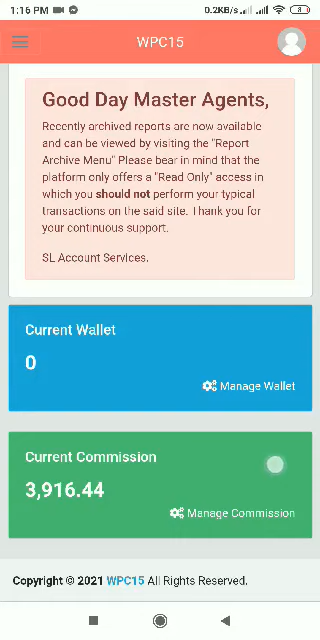 1:16 PM 0.2KB/s 8
WPC15
Good Day Master Agents,
Recently archived reports are now available
and can be viewed by visiting the "Report
Archive Menu" Please bear in mind that the
platform only offers a "Read Only" access in
which you should not perform your typical
transactions on the said site. Thank you for
your continuous support.
SL Account Services.
Current Wallet
0
Manage Wallet
Current Commission
3,916.44
Manage Commission
Copyright © 2021 WPC15 All Rights Reserved.